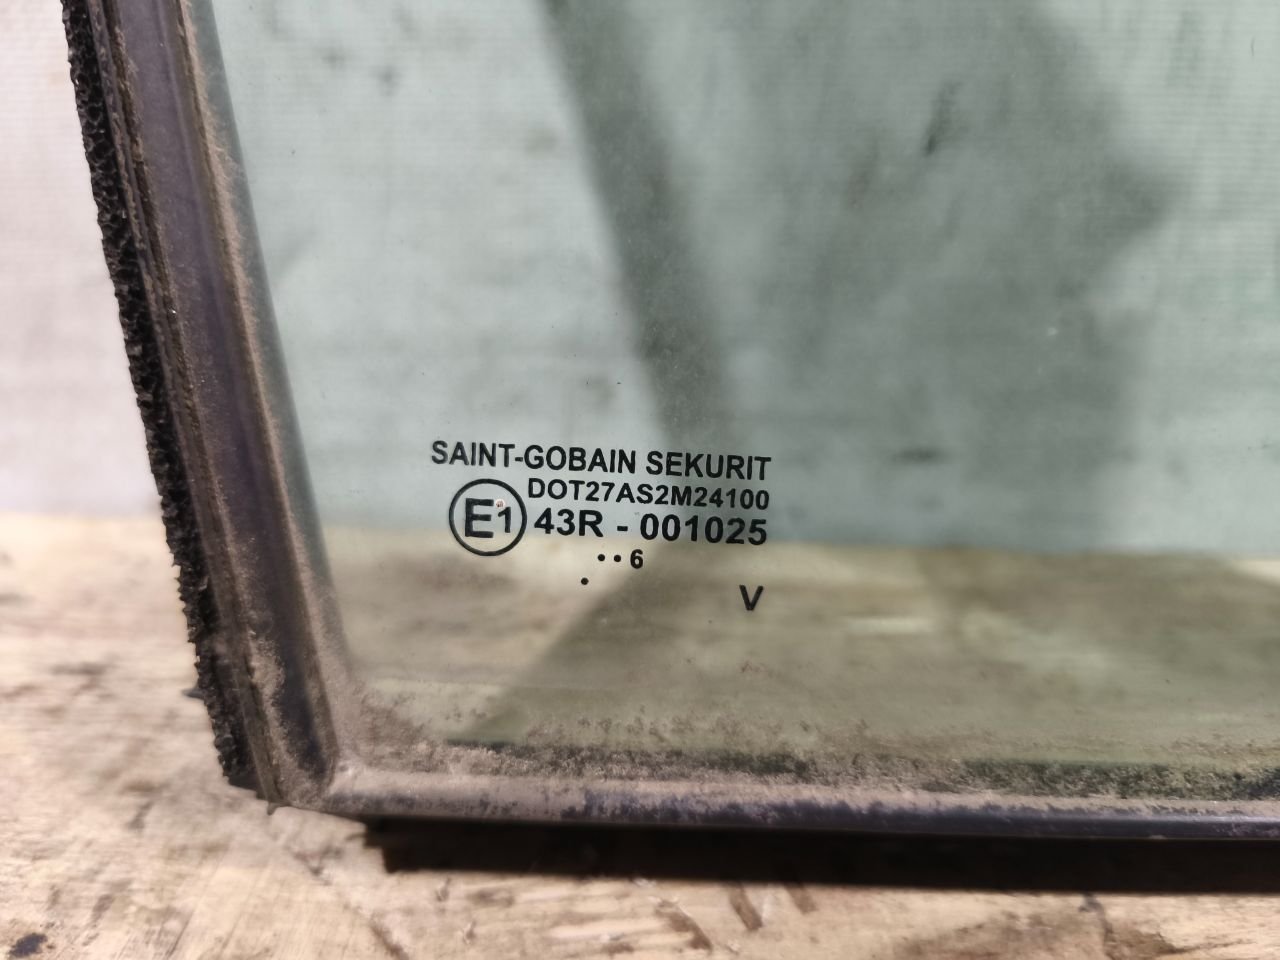 SAINT-GOBAIN SEKURIT
DOT27AS2M24100
E1 43R - 001025
··6
.
V